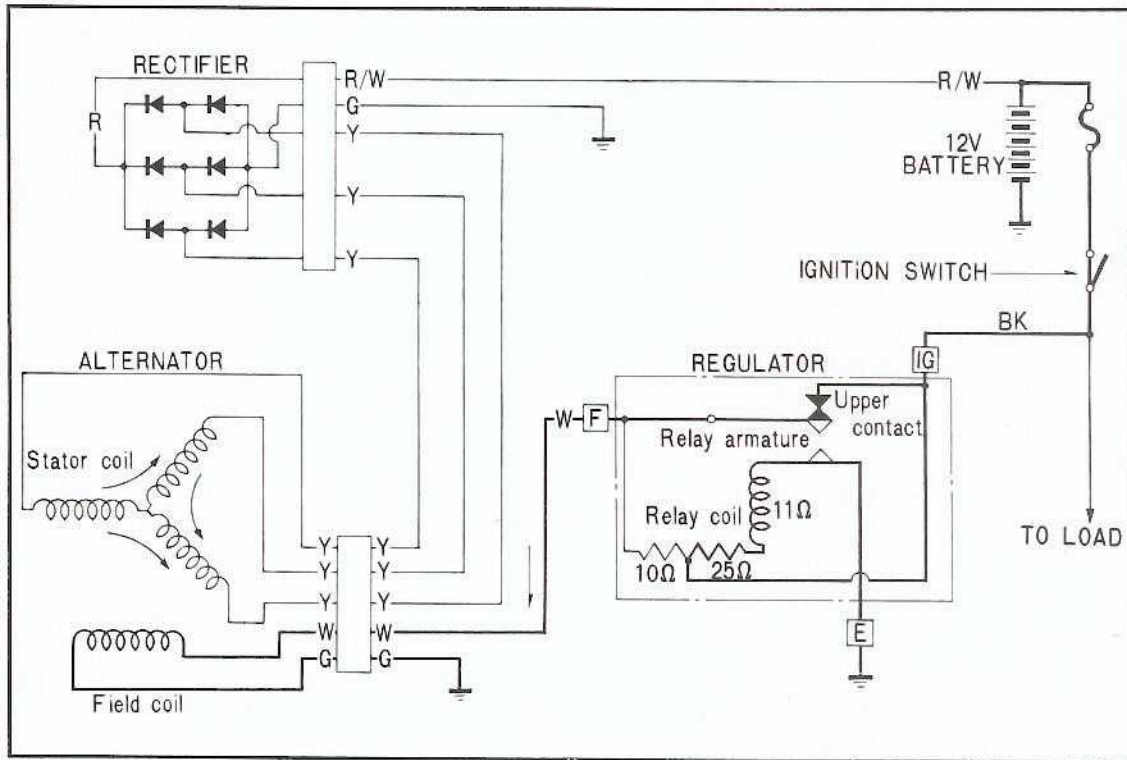 RECTIFIER
R/W
R/W
G
R
Y
12V
BATTERY
Y
Y
IGNITION SWITCH
BK
ALTERNATOR
REGULATOR
IG
W
F
Upper
contact
Relay armature
Stator coil
Relay coil
11Ω
TO LOAD
10Ω
25Ω
Y
Y
Y
Y
Y
Y
W
W
E
G
G
Field coil